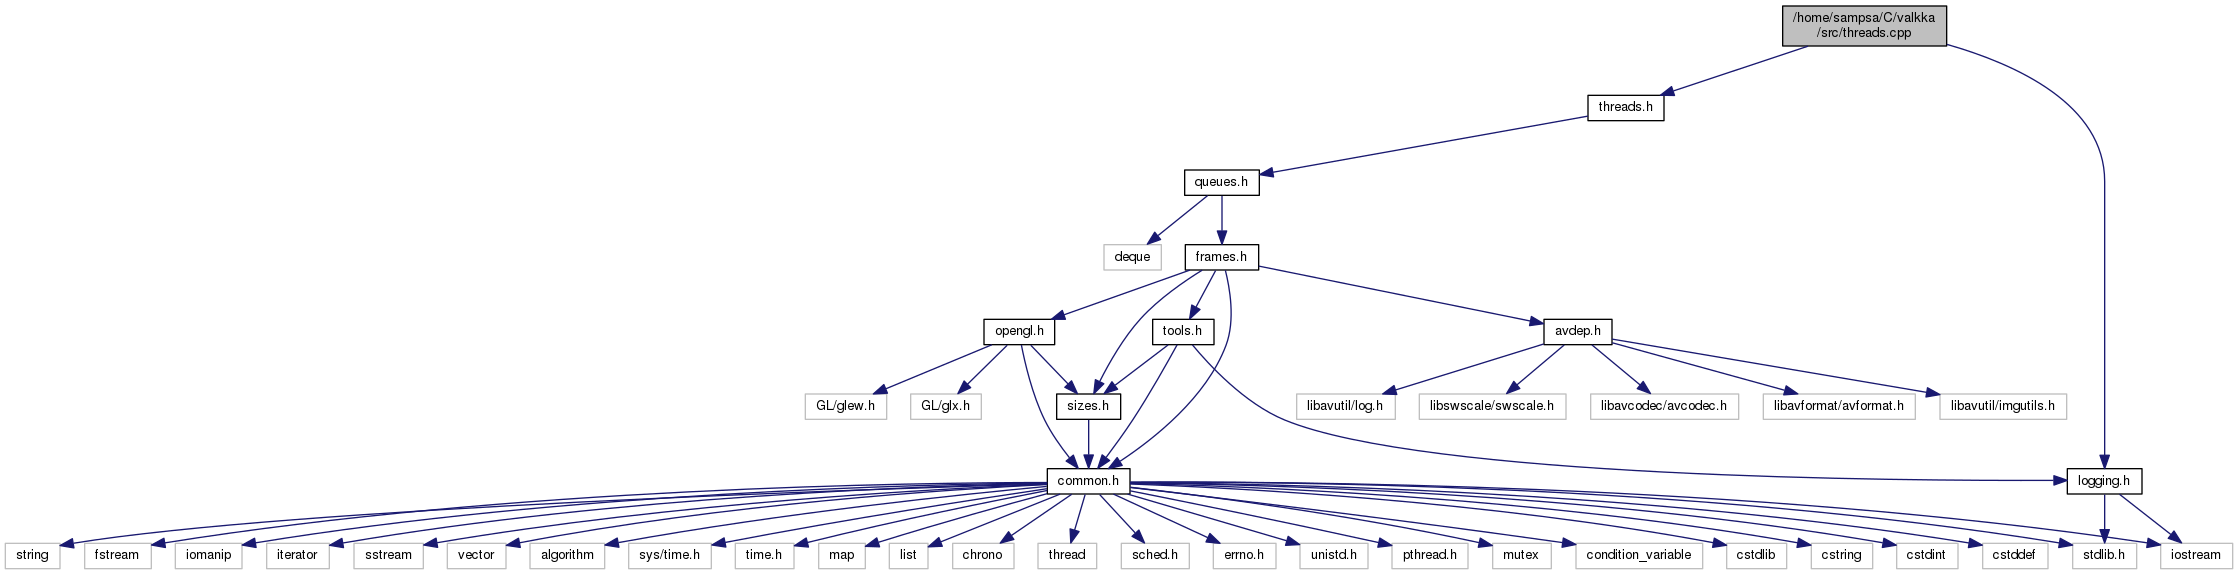 /home/sampsa/C/valkka
/src/threads.cpp
threads.h
queues.h
deque
frames.h
opengl.h
tools.h
avdep.h
GL/glew.h
GL/glx.h
sizes.h
libavutil/log.h
libswscale/swscale.h
libavcodec/avcodec.h
libavformat/avformat.h
libavutil/imgutils.h
common.h
logging.h
string
fstream
iomanip
iterator
sstream
vector
algorithm
sys/time.h
time.h
map
list
chrono
thread
sched.h
errno.h
unistd.h
pthread.h
mutex
condition_variable
cstdlib
cstring
cstdint
cstddef
stdlib.h
iostream